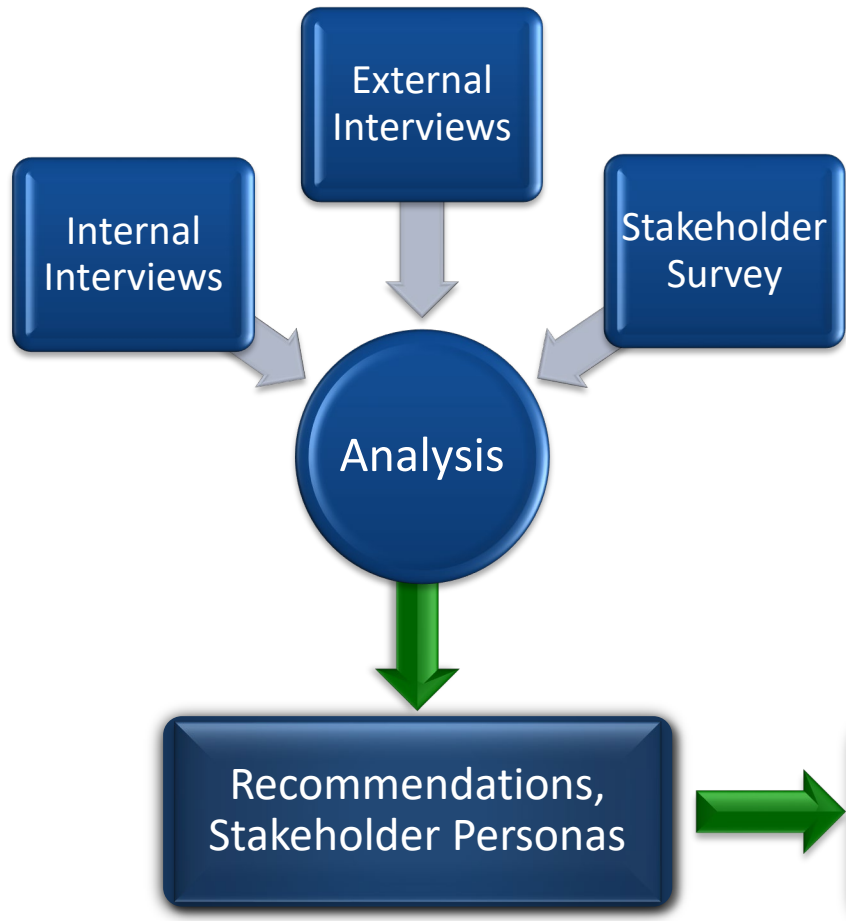 External
Interviews
Internal
Interviews
Stakeholder
Survey
Analysis
Recommendations,
Stakeholder Personas